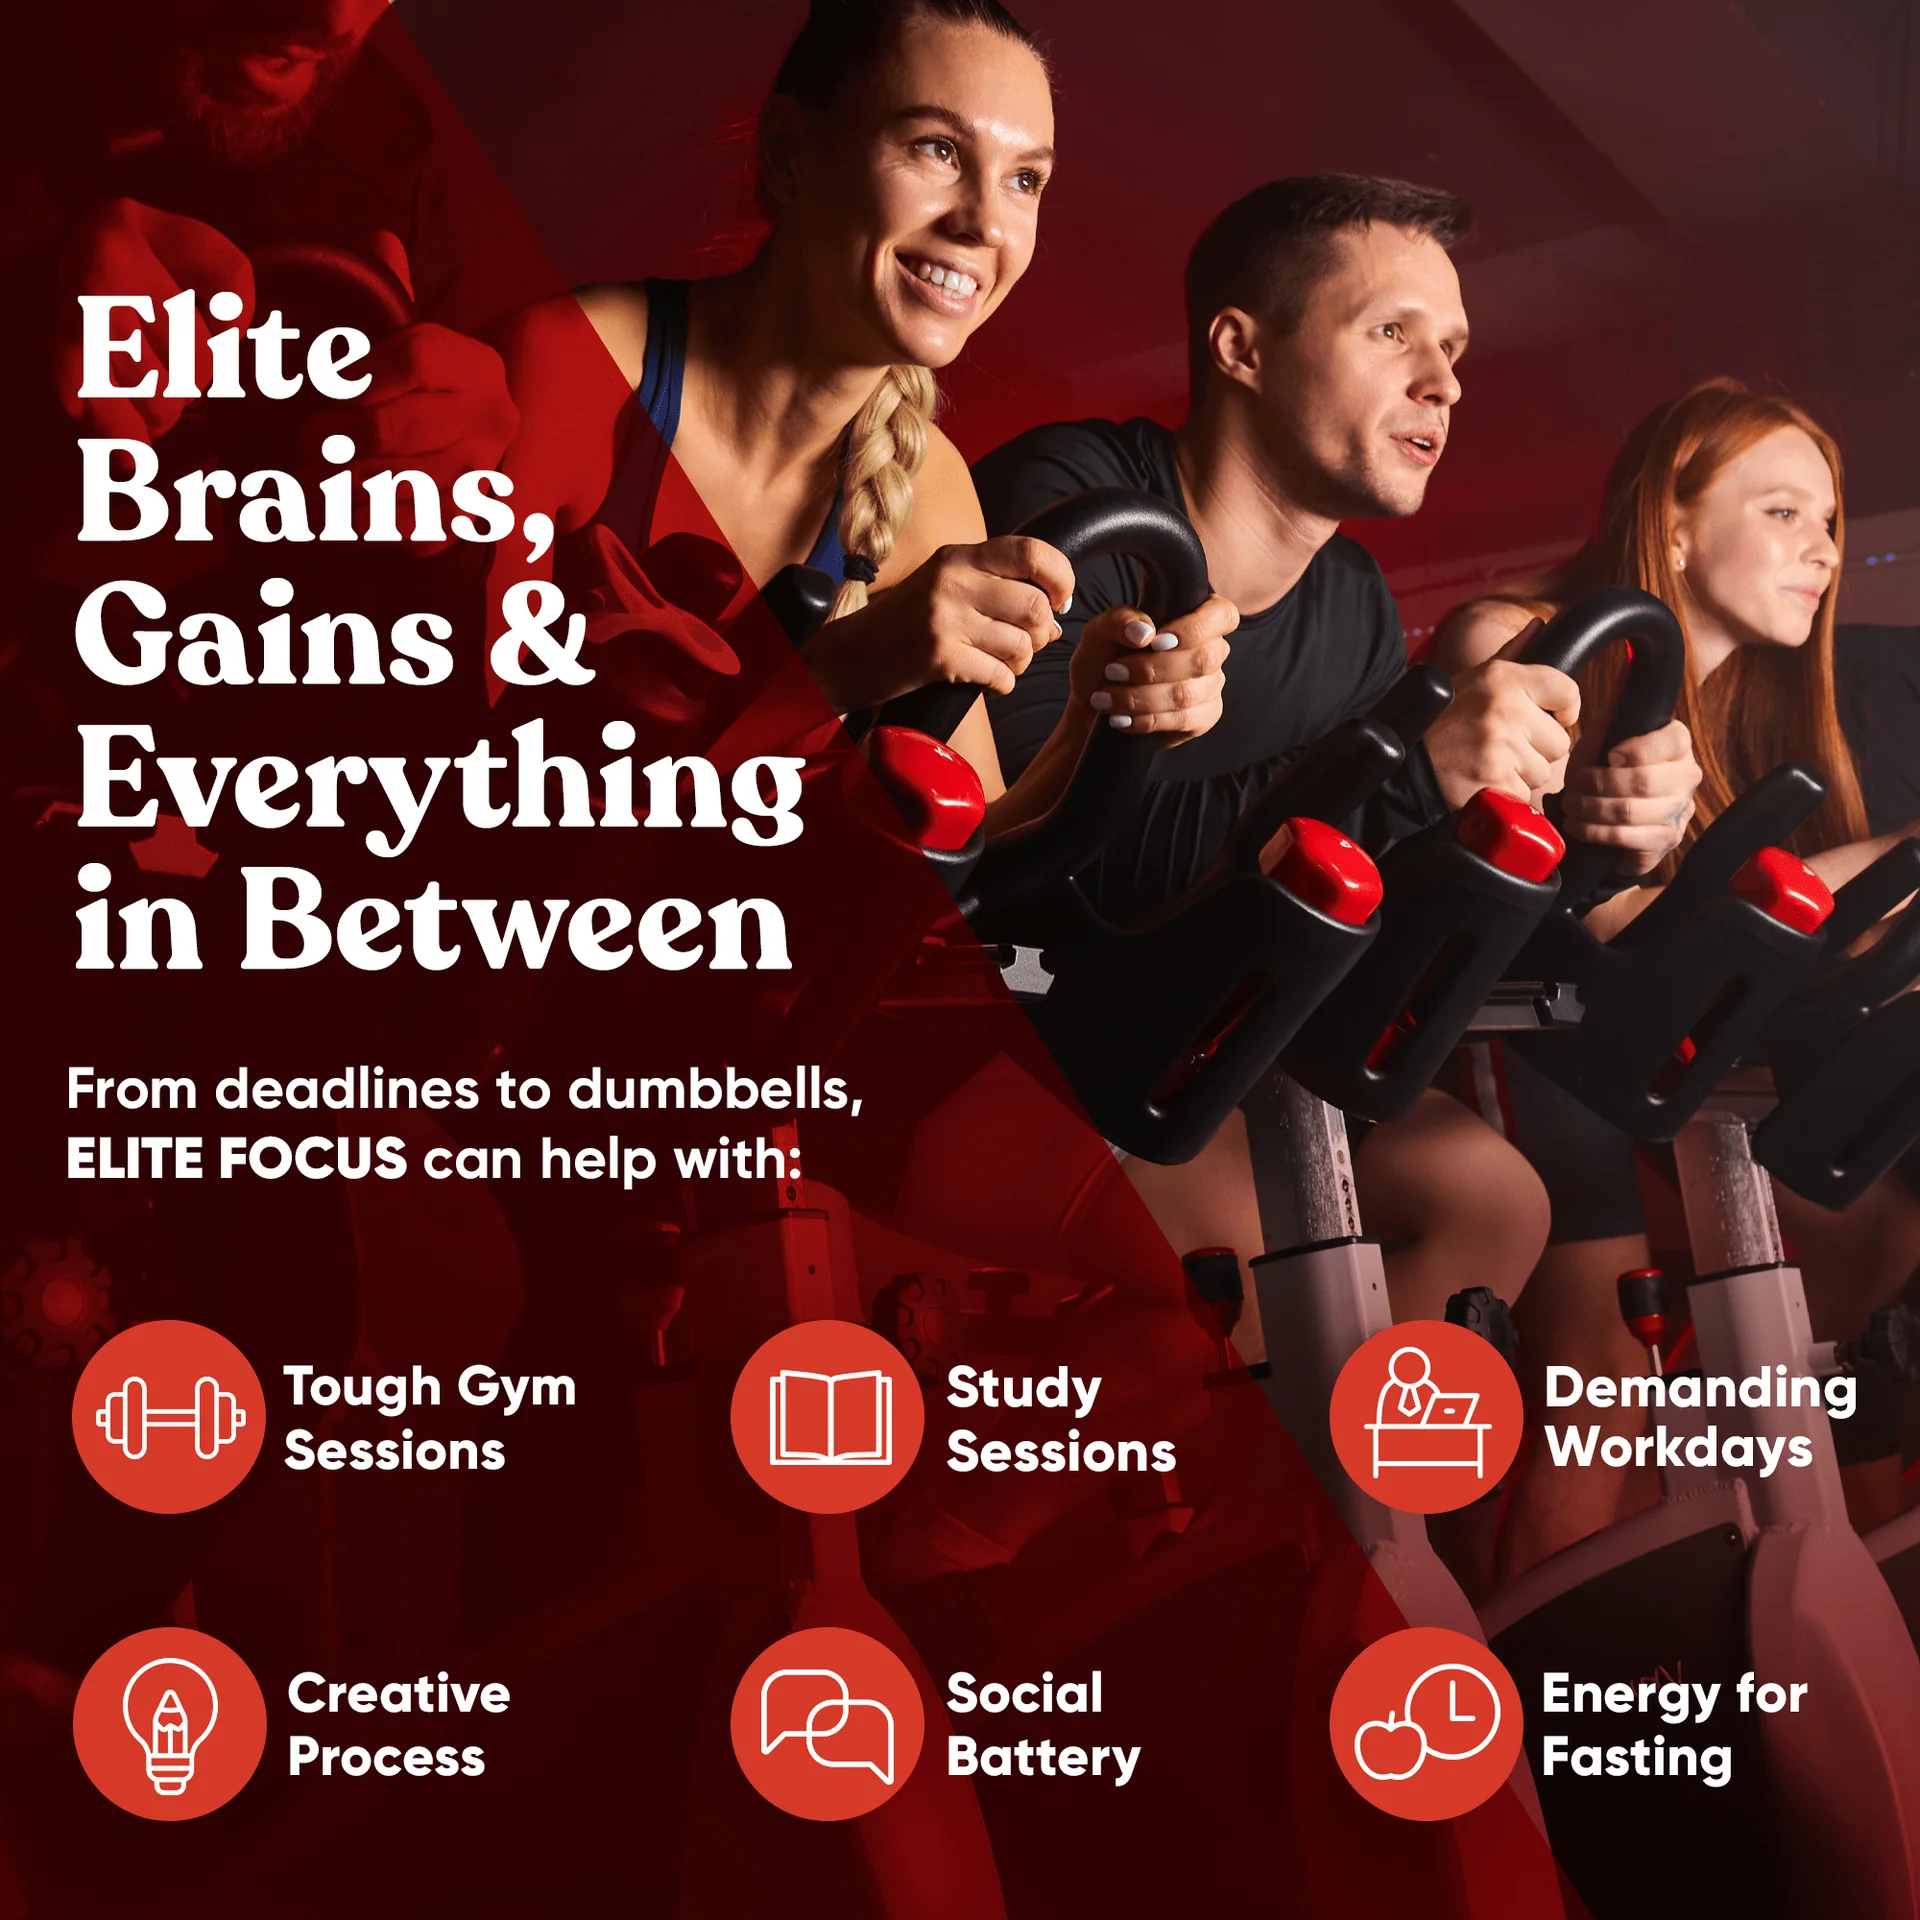 Elite
Brains,
Gains &
Everything
in Between
From deadlines to dumbbells,
ELITE FOCUS can help with:
Tough Gym
Sessions
Study
Sessions
Demanding
Workdays
Creative
Process
Social
Battery
Energy for
Fasting